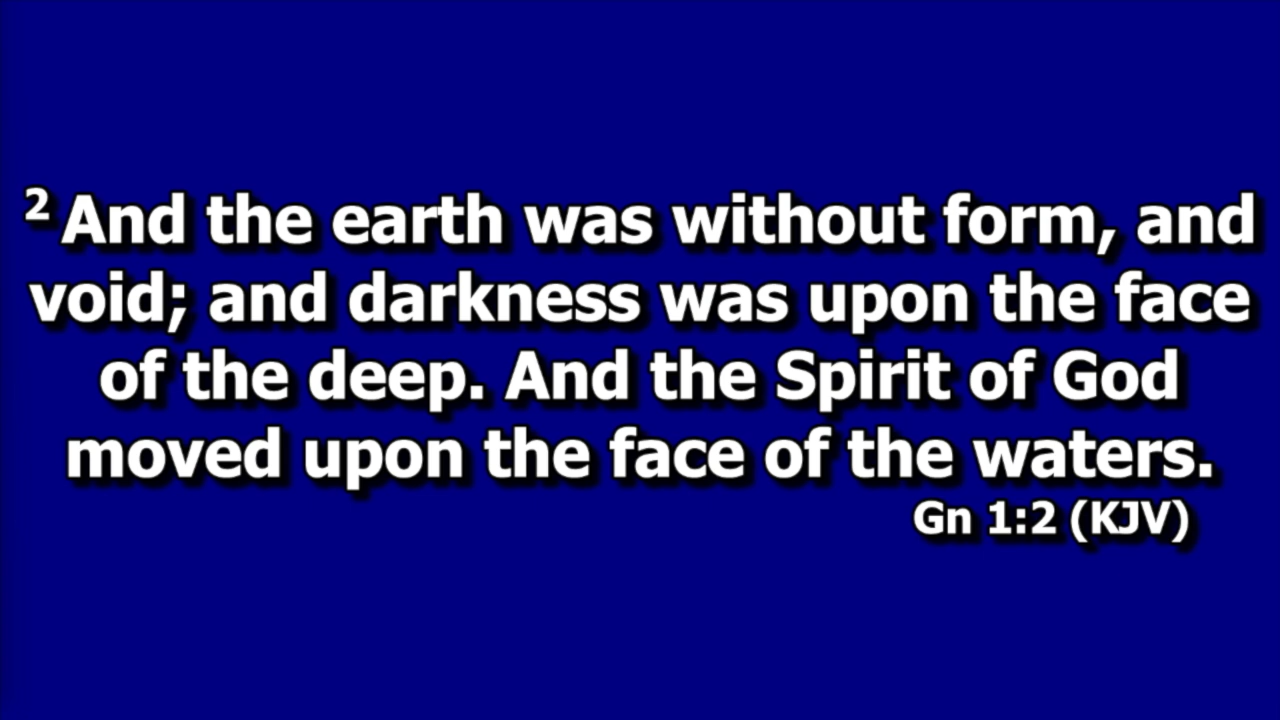 ² And the earth was without form, and
void; and darkness was upon the face
of the deep. And the Spirit of God
moved upon the face of the waters.
Gn 1:2 (KJV)